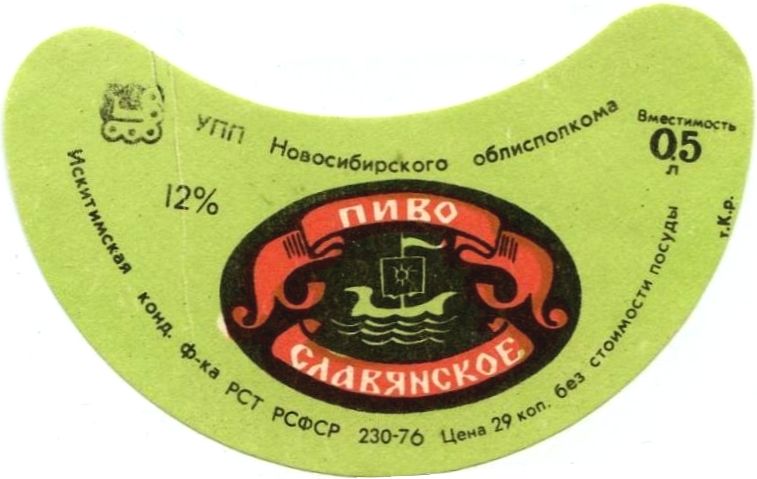 УПП Новосибирского облисполкома
Вместимость
0,5
л
12%
ПИВО
СЛАВЯНСКОЕ
Искитимская конд. ф-ка РСТ РСФСР 230-76 Цена 29 коп. без стоимости посуды
т.К.р.